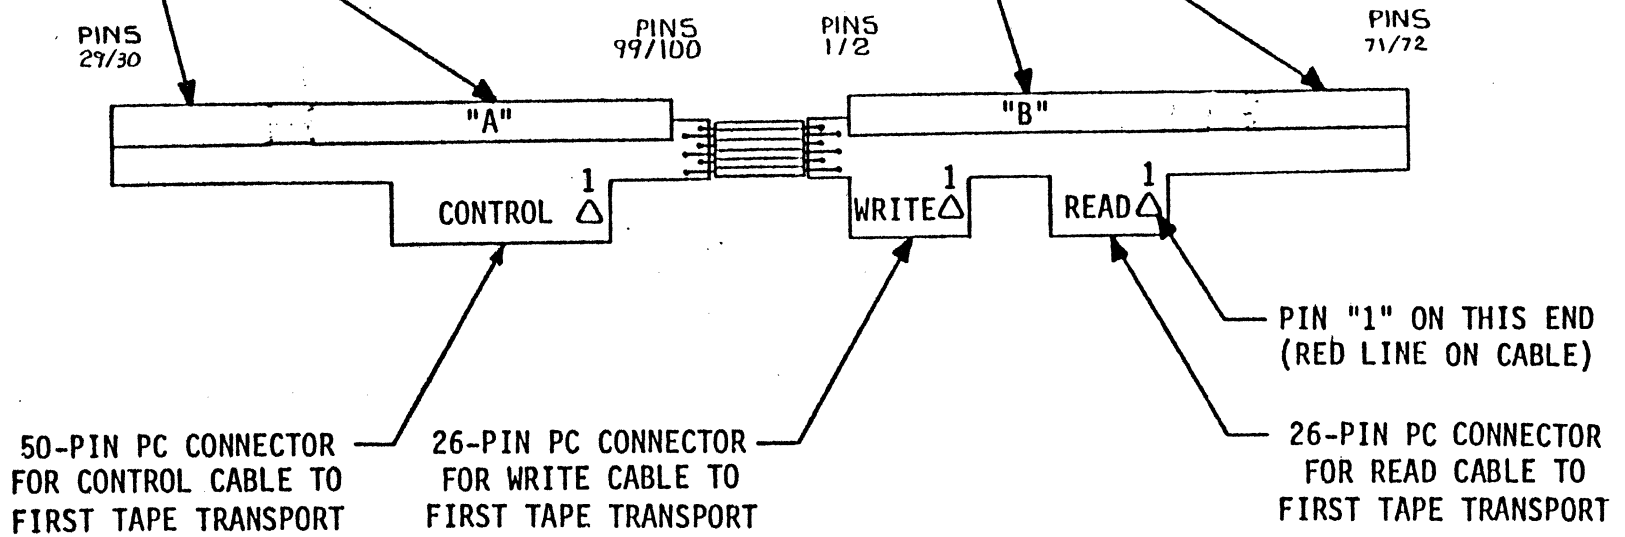 PINS
29/30
PINS
99/100
PINS
1/2
PINS
71/72
"A"
"B"
1
CONTROL
1
WRITE
1
READ
PIN "1" ON THIS END
(RED LINE ON CABLE)
50-PIN PC CONNECTOR
FOR CONTROL CABLE TO
FIRST TAPE TRANSPORT
26-PIN PC CONNECTOR
FOR WRITE CABLE TO
FIRST TAPE TRANSPORT
26-PIN PC CONNECTOR
FOR READ CABLE TO
FIRST TAPE TRANSPORT